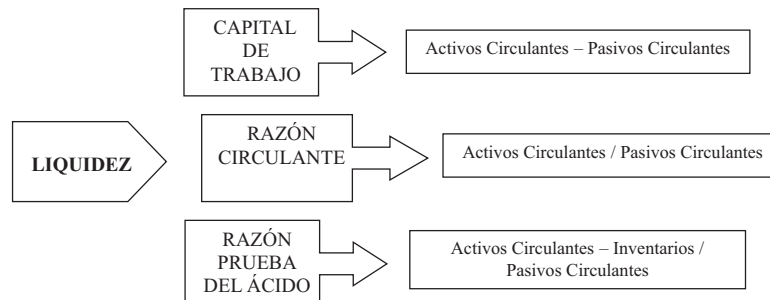 CAPITAL
DE
TRABAJO
Activos Circulantes – Pasivos Circulantes
LIQUIDEZ
RAZÓN
CIRCULANTE
Activos Circulantes / Pasivos Circulantes
RAZÓN
PRUEBA
DEL ÁCIDO
Activos Circulantes – Inventarios /
Pasivos Circulantes